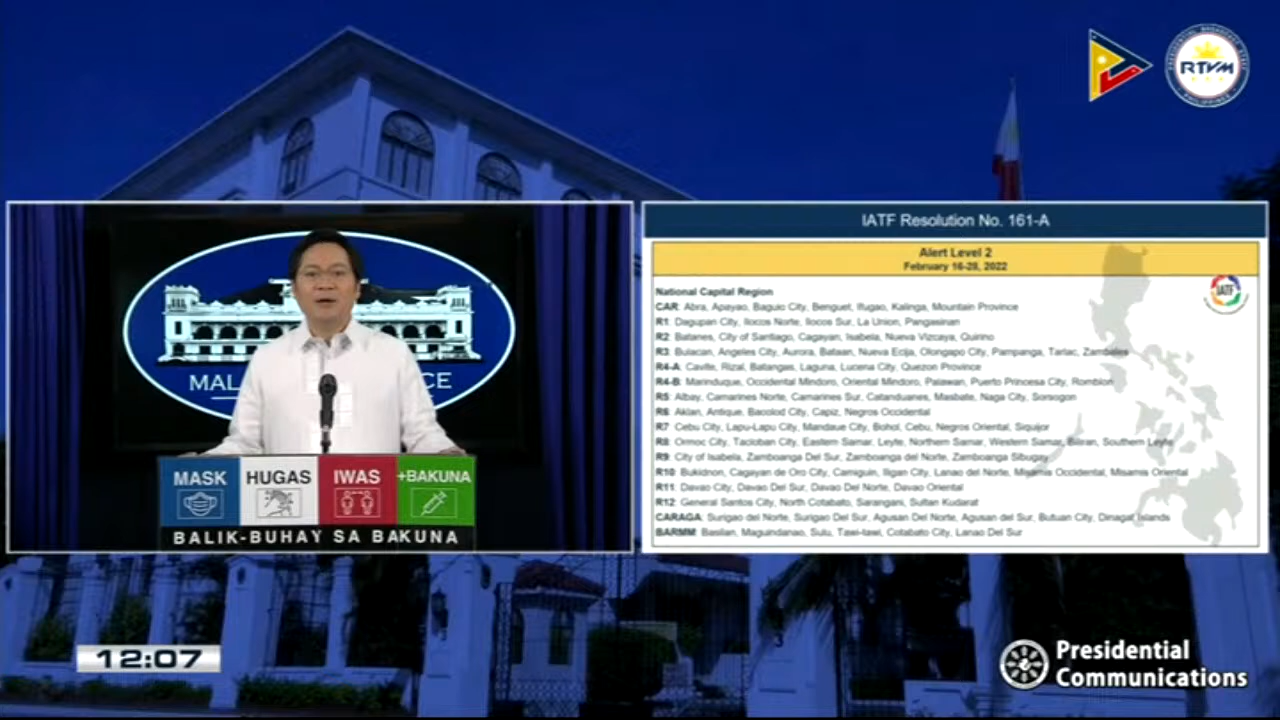 RTVM
IATF Resolution No. 161-A
Alert Level 2
February 16-28, 2022
IATF
National Capital Region
CAR: Abra, Apayao, Baguio City, Benguet, Ifugao, Kalinga, Mountain Province
R1: Dagupan City, Ilocos Norte, Ilocos Sur, La Union, Pangasinan
R2: Batanes, City of Santiago, Cagayan, Isabela, Nueva Vizcaya, Quirino
R3: Bulacan, Angeles City, Aurora, Bataan, Nueva Ecija, Olongapo City, Pampanga, Tarlac, Zambales
R4-A: Cavite, Rizal, Batangas, Laguna, Lucena City, Quezon Province
R4-B: Marinduque, Occidental Mindoro, Oriental Mindoro, Palawan, Puerto Princesa City, Romblon
R5: Albay, Camarines Norte, Camarines Sur, Catanduanes, Masbate, Naga City, Sorsogon
R6: Aklan, Antique, Bacolod City, Capiz, Negros Occidental
R7: Cebu City, Lapu-Lapu City, Mandaue City, Bohol, Cebu, Negros Oriental, Siquijor
R8: Ormoc City, Tacloban City, Eastern Samar, Leyte, Northern Samar, Western Samar, Biliran, Southern Leyte
R9: City of Isabela, Zamboanga Del Sur, Zamboanga del Norte, Zamboanga Sibugay
R10: Bukidnon, Cagayan de Oro City, Camiguin, Iligan City, Lanao del Norte, Misamis Occidental, Misamis Oriental
R11: Davao City, Davao Del Sur, Davao Del Norte, Davao Oriental
R12: General Santos City, North Cotabato, Sarangani, Sultan Kudarat
CARAGA: Surigao del Norte, Surigao Del Sur, Agusan Del Norte, Agusan del Sur, Butuan City, Dinagat Islands
BARMM: Basilan, Maguindanao, Sulu, Tawi-tawi, Cotabato City, Lanao Del Sur
MAL CE
MASK HUGAS IWAS +BAKUNA
BALIK-BUHAY SA BAKUNA
12:07
Presidential
Communications